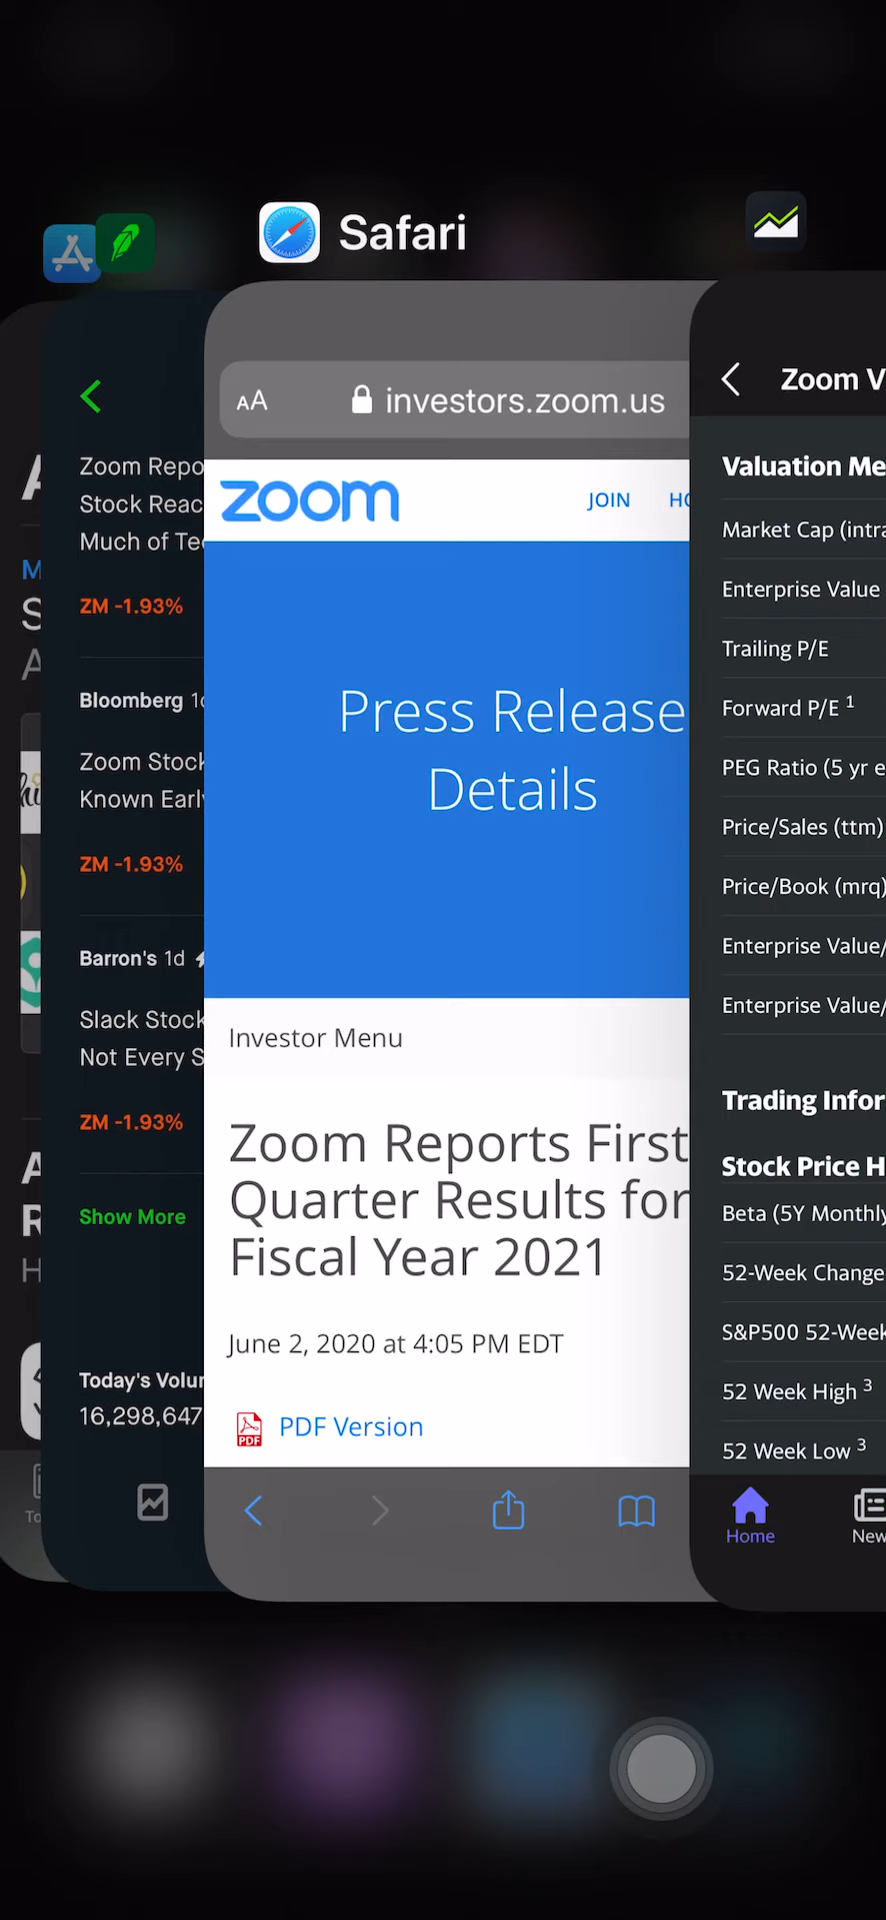 Safari
Zoom Repo
Stock Reac
Much of Te
ZM -1.93%
Bloomberg 1d
Zoom Stock
Known Earl
ZM -1.93%
Barron's 1d
Slack Stock
Not Every S
ZM -1.93%
Show More
Today's Volu
16,298,647
AA
investors.zoom.us
zoom
JOIN HO
Press Release
Details
Investor Menu
Zoom Reports First
Quarter Results for
Fiscal Year 2021
June 2, 2020 at 4:05 PM EDT
PDF
PDF Version
Zoom V
Valuation Me
Market Cap (intra
Enterprise Value
Trailing P/E
Forward P/E 1
PEG Ratio (5 yr e
Price/Sales (ttm)
Price/Book (mrq)
Enterprise Value/
Enterprise Value/
Trading Infor
Stock Price H
Beta (5Y Monthly
52-Week Change
S&P500 52-Week
52 Week High 3
52 Week Low 3
Home
New